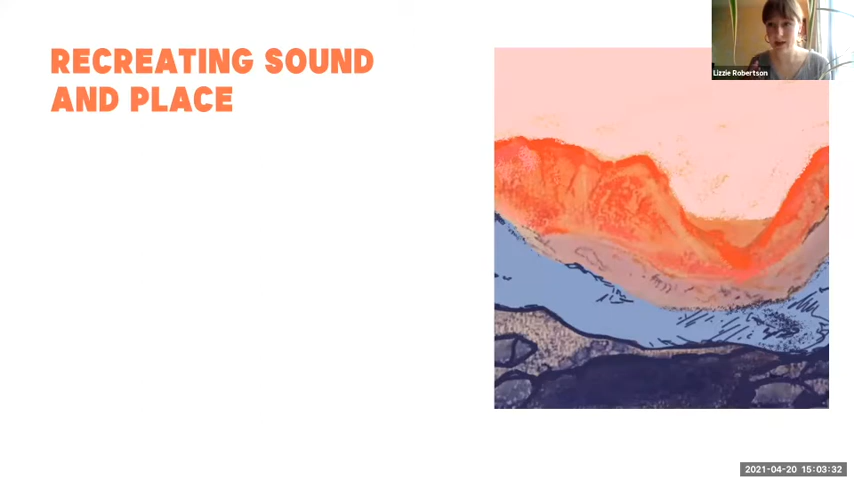 RECREATING SOUND
AND PLACE
Lizzie Robertson
2021-04-20 15:03:32